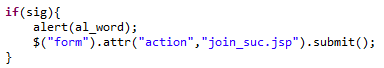 if(sig){
    alert(al_word);
    $("form").attr("action","join_suc.jsp").submit();
}